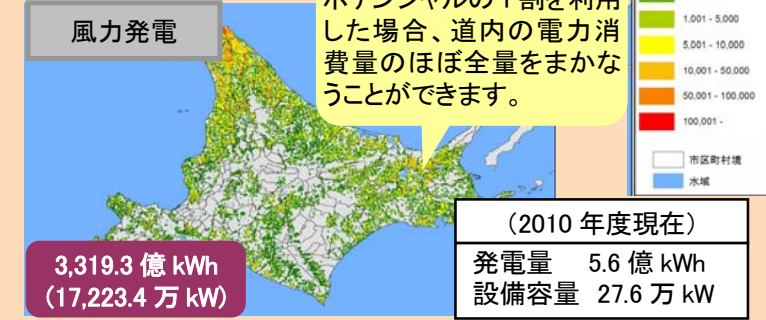 風力発電
ポテンシャルの1割を利用
した場合、道内の電力消
費量のほぼ全量をまかな
うことができます。
1,001 - 5,000
5,001 - 10,000
10,001 - 50,000
50,001 - 100,000
100,001 -
市区町村境
水域
3,319.3 億 kWh
(17,223.4 万 kW)
(2010 年度現在)
発電量 5.6 億 kWh
設備容量 27.6 万 kW